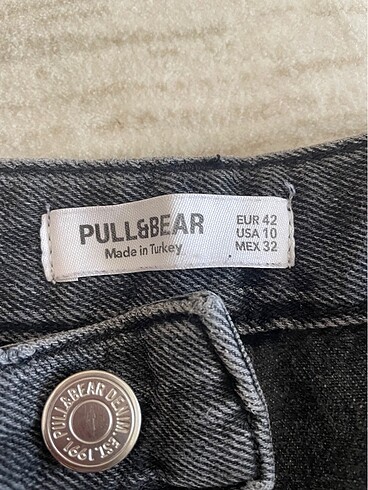 PULL&BEAR
Made in Turkey
EUR 42
USA 10
MEX 32
PULL&BEAR DENIM. EST.1991.